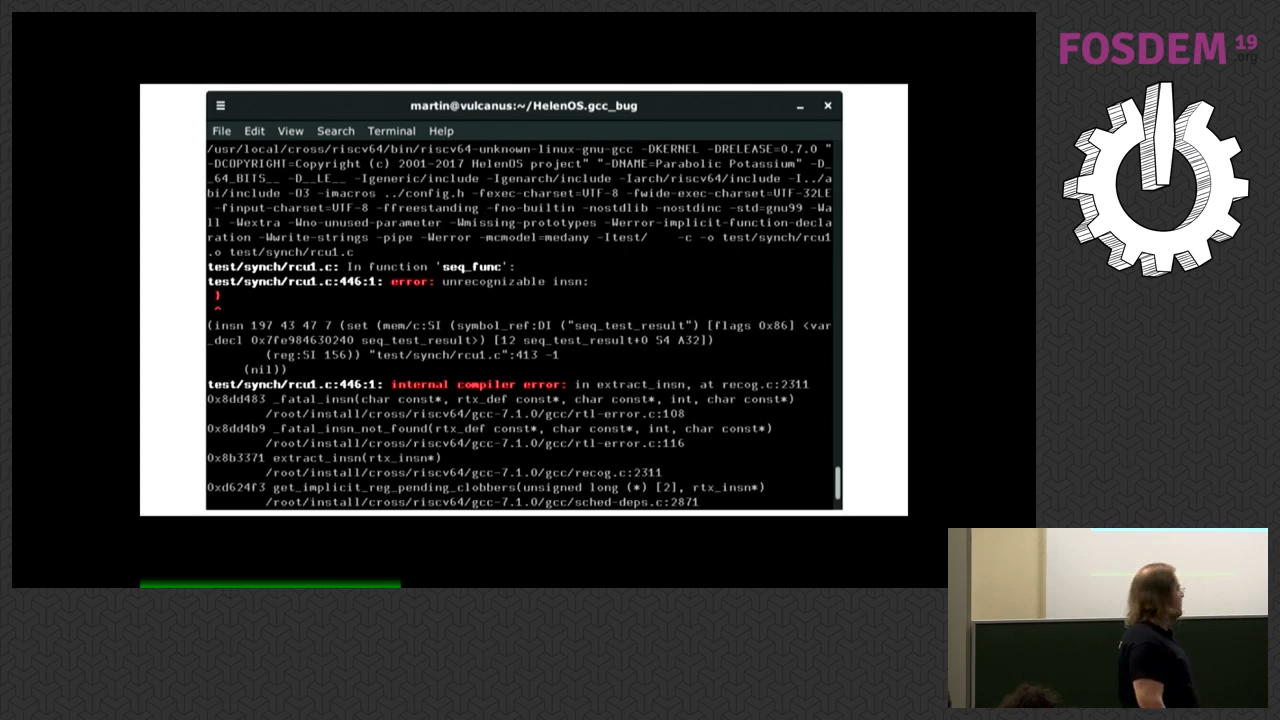 FOSDEM 19
.org
martin@vulcanus:~/HelenOS.gcc_bug
File Edit View Search Terminal Help
/usr/local/cross/riscv64/bin/riscv64-unknown-linux-gnu-gcc -DKERNEL -DRELEASE=0.7.0 "
-DCOPYRIGHT=Copyright (c) 2001-2017 HelenOS project" "-DNAME=Parabolic Potassium" -D_
_64_BITS__ -D__LE__ -Igeneric/include -Igenarch/include -Iarch/riscv64/include -I../a
bi/include -O3 -imacros ../config.h -fexec-charset=UTF-8 -fwide-exec-charset=UTF-32LE
-finput-charset=UTF-8 -ffreestanding -fno-builtin -nostdlib -nostdinc -std=gnu99 -Wa
ll -Wextra -Wno-unused-parameter -Wmissing-prototypes -Werror-implicit-function-decla
ration -Wwrite-strings -pipe -Werror -mcmodel=medany -Itest/ -c -o test/synch/rcu1
.o test/synch/rcu1.c
test/synch/rcu1.c: In function 'seq_func':
test/synch/rcu1.c:446:1: error: unrecognizable insn:
}
^
(insn 197 43 47 7 (set (mem/c:SI (symbol_ref:DI ("seq_test_result") [flags 0x86] <var
_decl 0x7fe984630240 seq_test_result>) [12 seq_test_result+0 S4 A32])
(reg:SI 156)) "test/synch/rcu1.c":413 -1
(nil))
test/synch/rcu1.c:446:1: internal compiler error: in extract_insn, at recog.c:2311
0x8dd483 _fatal_insn(char const*, rtx_def const*, char const*, int, char const*)
/root/install/cross/riscv64/gcc-7.1.0/gcc/rtl-error.c:108
0x8dd4b9 _fatal_insn_not_found(rtx_def const*, char const*, int, char const*)
/root/install/cross/riscv64/gcc-7.1.0/gcc/rtl-error.c:116
0x8b3371 extract_insn(rtx_insn*)
/root/install/cross/riscv64/gcc-7.1.0/gcc/recog.c:2311
0xd624f3 get_implicit_reg_pending_clobbers(unsigned long (*) [2], rtx_insn*)
/root/install/cross/riscv64/gcc-7.1.0/gcc/sched-deps.c:2871